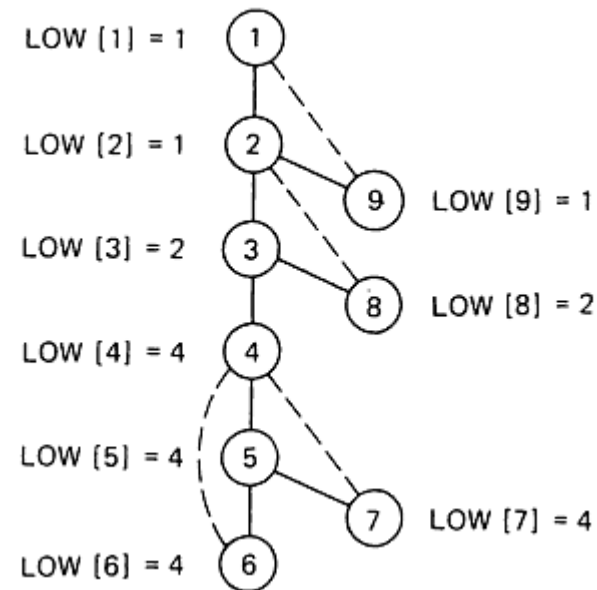 LOW [1] = 1 1
LOW [2] = 1 2
9 LOW [9] = 1
LOW [3] = 2 3
8 LOW [8] = 2
LOW [4] = 4 4
LOW [5] = 4 5
7 LOW [7] = 4
LOW [6] = 4 6